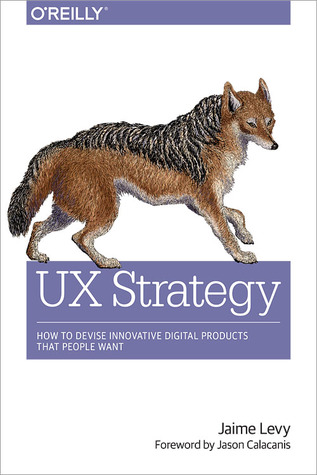 O'REILLY®
UX Strategy
HOW TO DEVISE INNOVATIVE DIGITAL PRODUCTS
THAT PEOPLE WANT
Jaime Levy
Foreword by Jason Calacanis